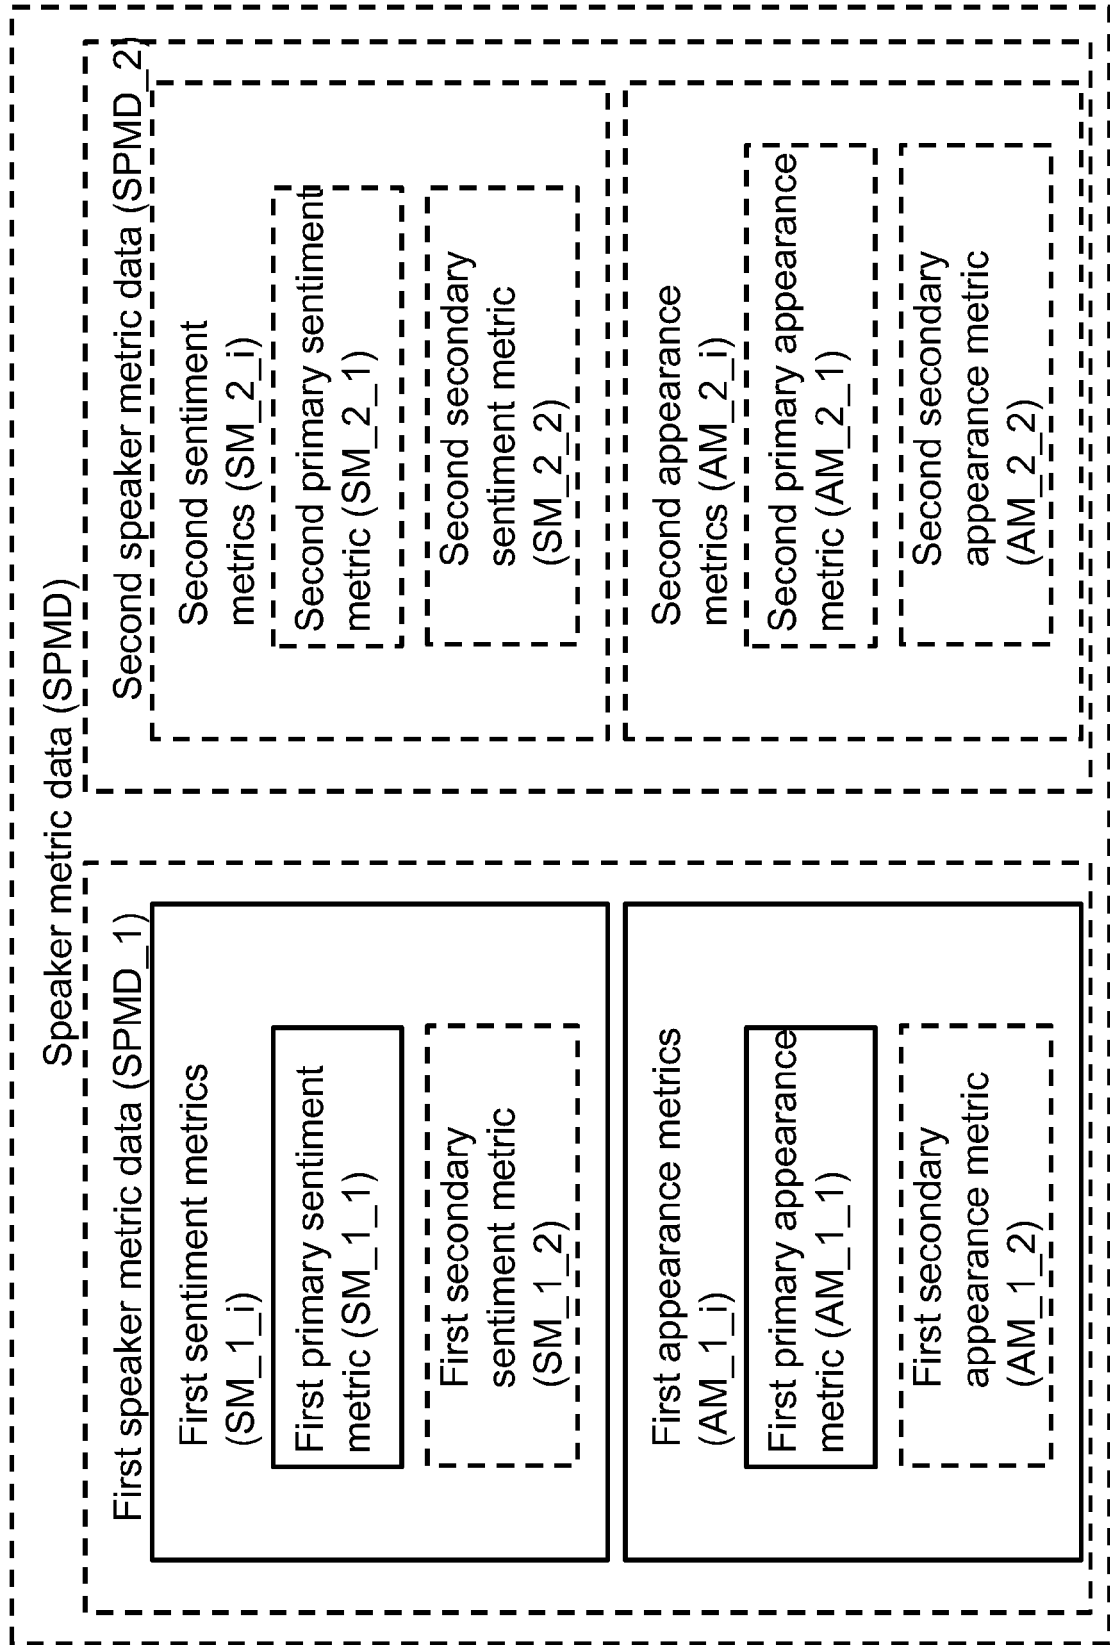 Speaker metric data (SPMD)
First speaker metric data (SPMD_1)
First sentiment metrics
(SM_1_i)
First primary sentiment
metric (SM_1_1)
First secondary
sentiment metric
(SM_1_2)
First appearance metrics
(AM_1_i)
First primary appearance
metric (AM_1_1)
First secondary
appearance metric
(AM_1_2)
Second speaker metric data (SPMD_2)
Second sentiment
metrics (SM_2_i)
Second primary sentiment
metric (SM_2_1)
Second secondary
sentiment metric
(SM_2_2)
Second appearance
metrics (AM_2_i)
Second primary appearance
metric (AM_2_1)
Second secondary
appearance metric
(AM_2_2)